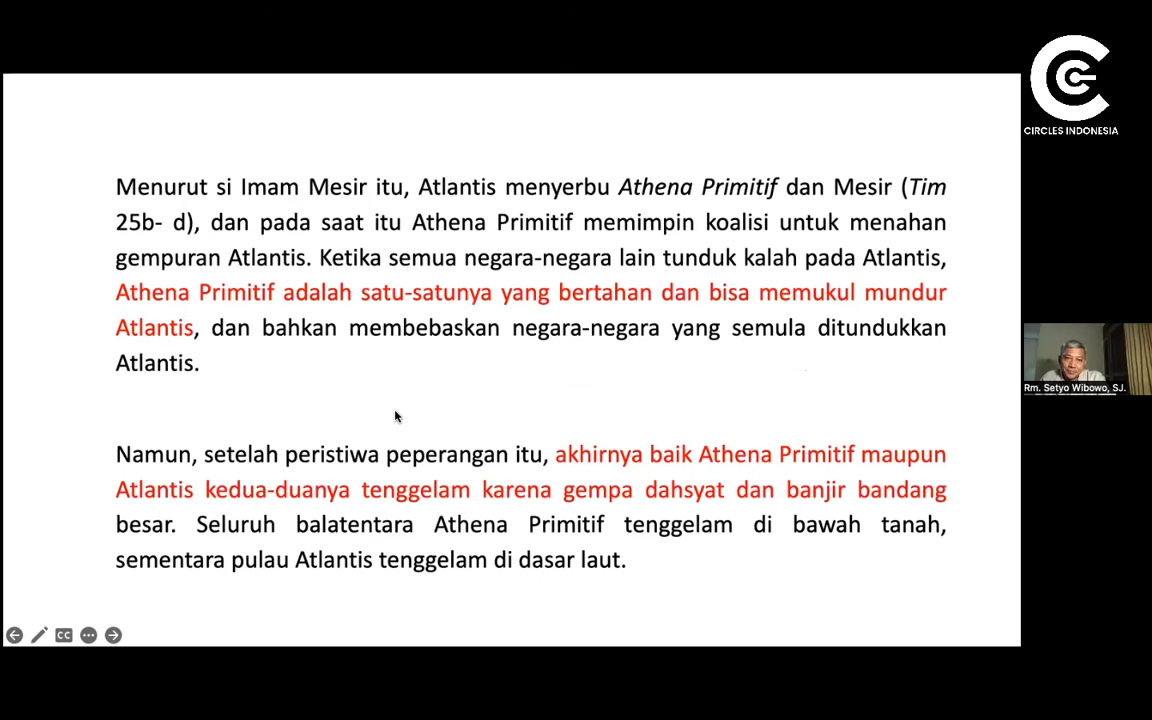 CIRCLES INDONESIA
Menurut si Imam Mesir itu, Atlantis menyerbu Athena Primitif dan Mesir (Tim
25b- d), dan pada saat itu Athena Primitif memimpin koalisi untuk menahan
gempuran Atlantis. Ketika semua negara-negara lain tunduk kalah pada Atlantis,
Athena Primitif adalah satu-satunya yang bertahan dan bisa memukul mundur
Atlantis, dan bahkan membebaskan negara-negara yang semula ditundukkan
Atlantis.
Namun, setelah peristiwa peperangan itu, akhirnya baik Athena Primitif maupun
Atlantis kedua-duanya tenggelam karena gempa dahsyat dan banjir bandang
besar. Seluruh balatentara Athena Primitif tenggelam di bawah tanah,
sementara pulau Atlantis tenggelam di dasar laut.
Rm. Setyo Wibowo, SJ.
CC